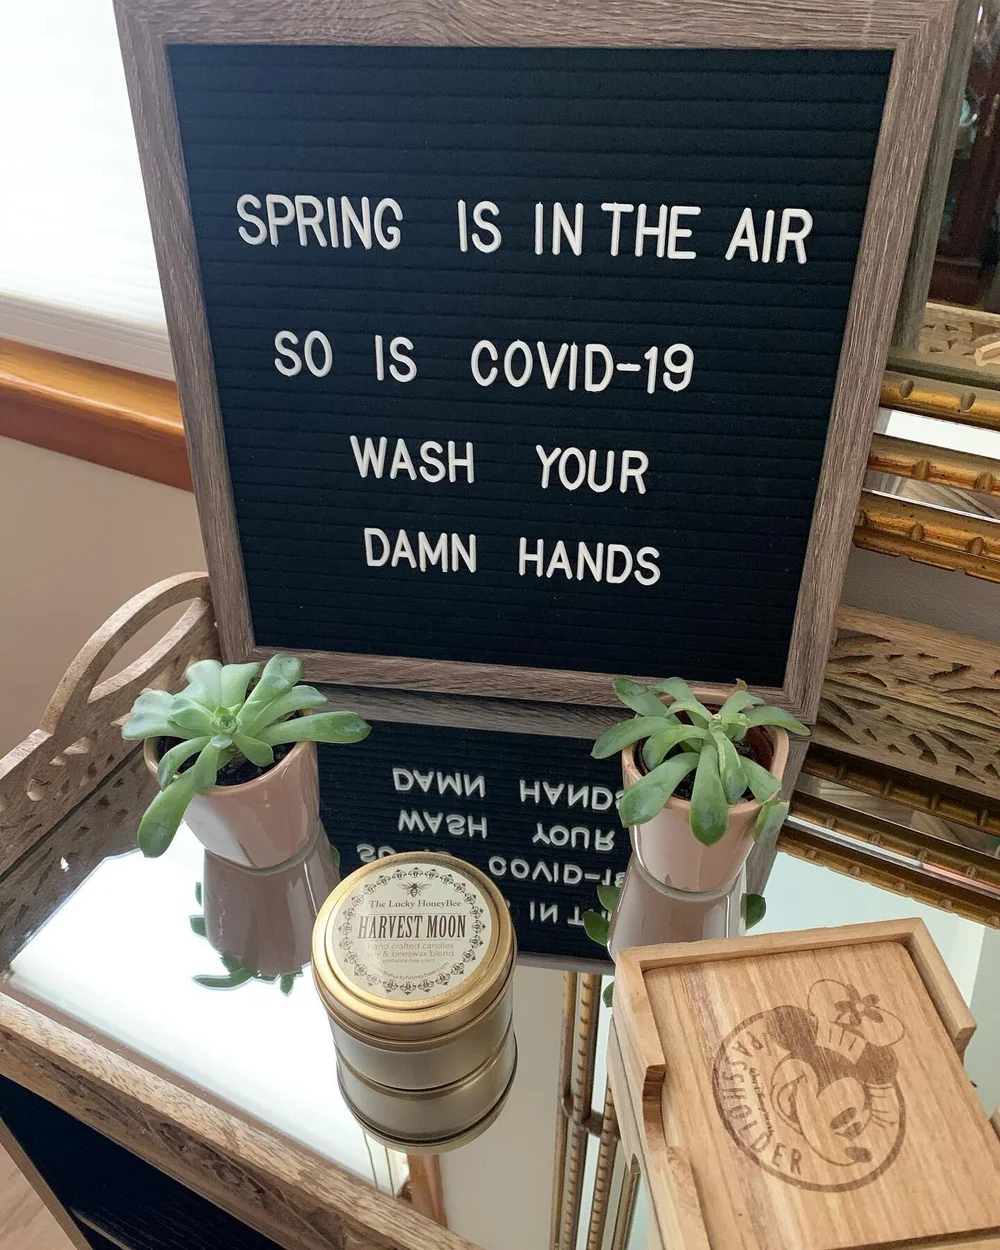 SPRING IS IN THE AIR
SO IS COVID-19
WASH YOUR
DAMN HANDS
The Lucky HoneyBee
HARVEST MOON
hand crafted candles
soy & beeswax blend
PASSHOLDER